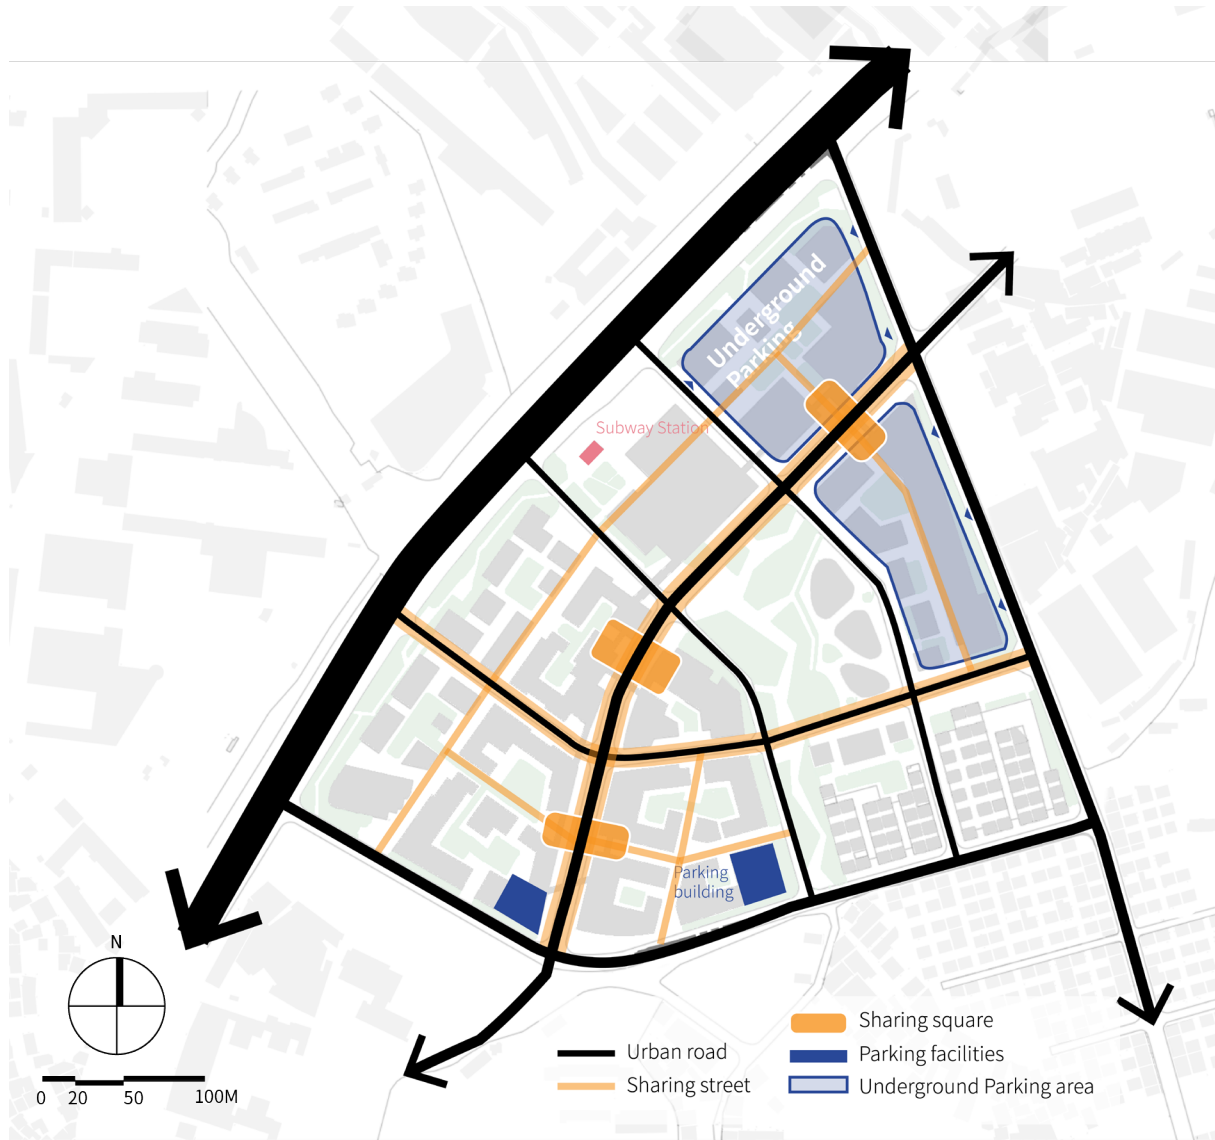 Underground
Parking
Subway Station
Parking
building
N
0 20 50 100M
Urban road
Sharing street
Sharing square
Parking facilities
Underground Parking area